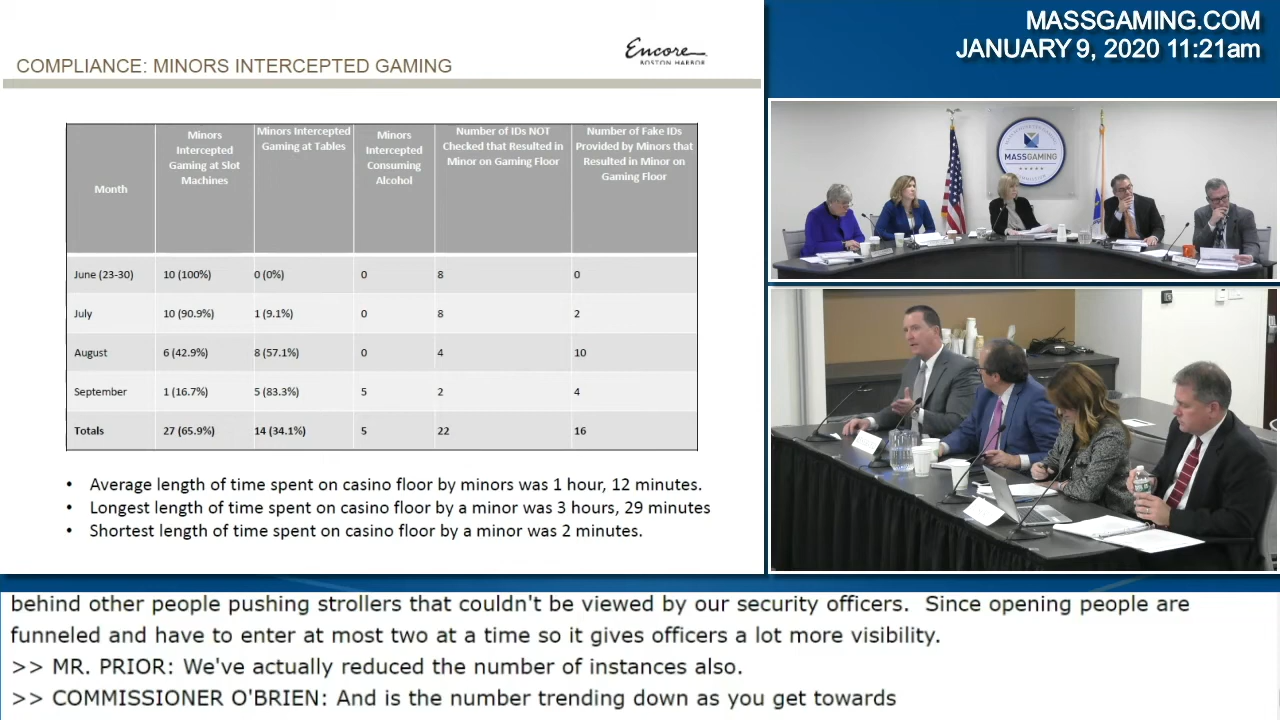 MASSGAMING.COM
JANUARY 9, 2020 11:21am
Encore
BOSTON HARBOR
COMPLIANCE: MINORS INTERCEPTED GAMING
Month
Minors Intercepted Gaming at Slot Machines
Minors Intercepted Gaming at Tables
Minors Intercepted Consuming Alcohol
Number of IDs NOT Checked that Resulted in Minor on Gaming Floor
Number of Fake IDs Provided by Minors that Resulted in Minor on Gaming Floor
June (23-30) 10 (100%) 0 (0%) 0 8 0
July 10 (90.9%) 1 (9.1%) 0 8 2
August 6 (42.9%) 8 (57.1%) 0 4 10
September 1 (16.7%) 5 (83.3%) 5 2 4
Totals 27 (65.9%) 14 (34.1%) 5 22 16
• Average length of time spent on casino floor by minors was 1 hour, 12 minutes.
• Longest length of time spent on casino floor by a minor was 3 hours, 29 minutes
• Shortest length of time spent on casino floor by a minor was 2 minutes.
MASSGAMING
behind other people pushing strollers that couldn't be viewed by our security officers. Since opening people are
funneled and have to enter at most two at a time so it gives officers a lot more visibility.
>> MR. PRIOR: We've actually reduced the number of instances also.
>> COMMISSIONER O'BRIEN: And is the number trending down as you get towards